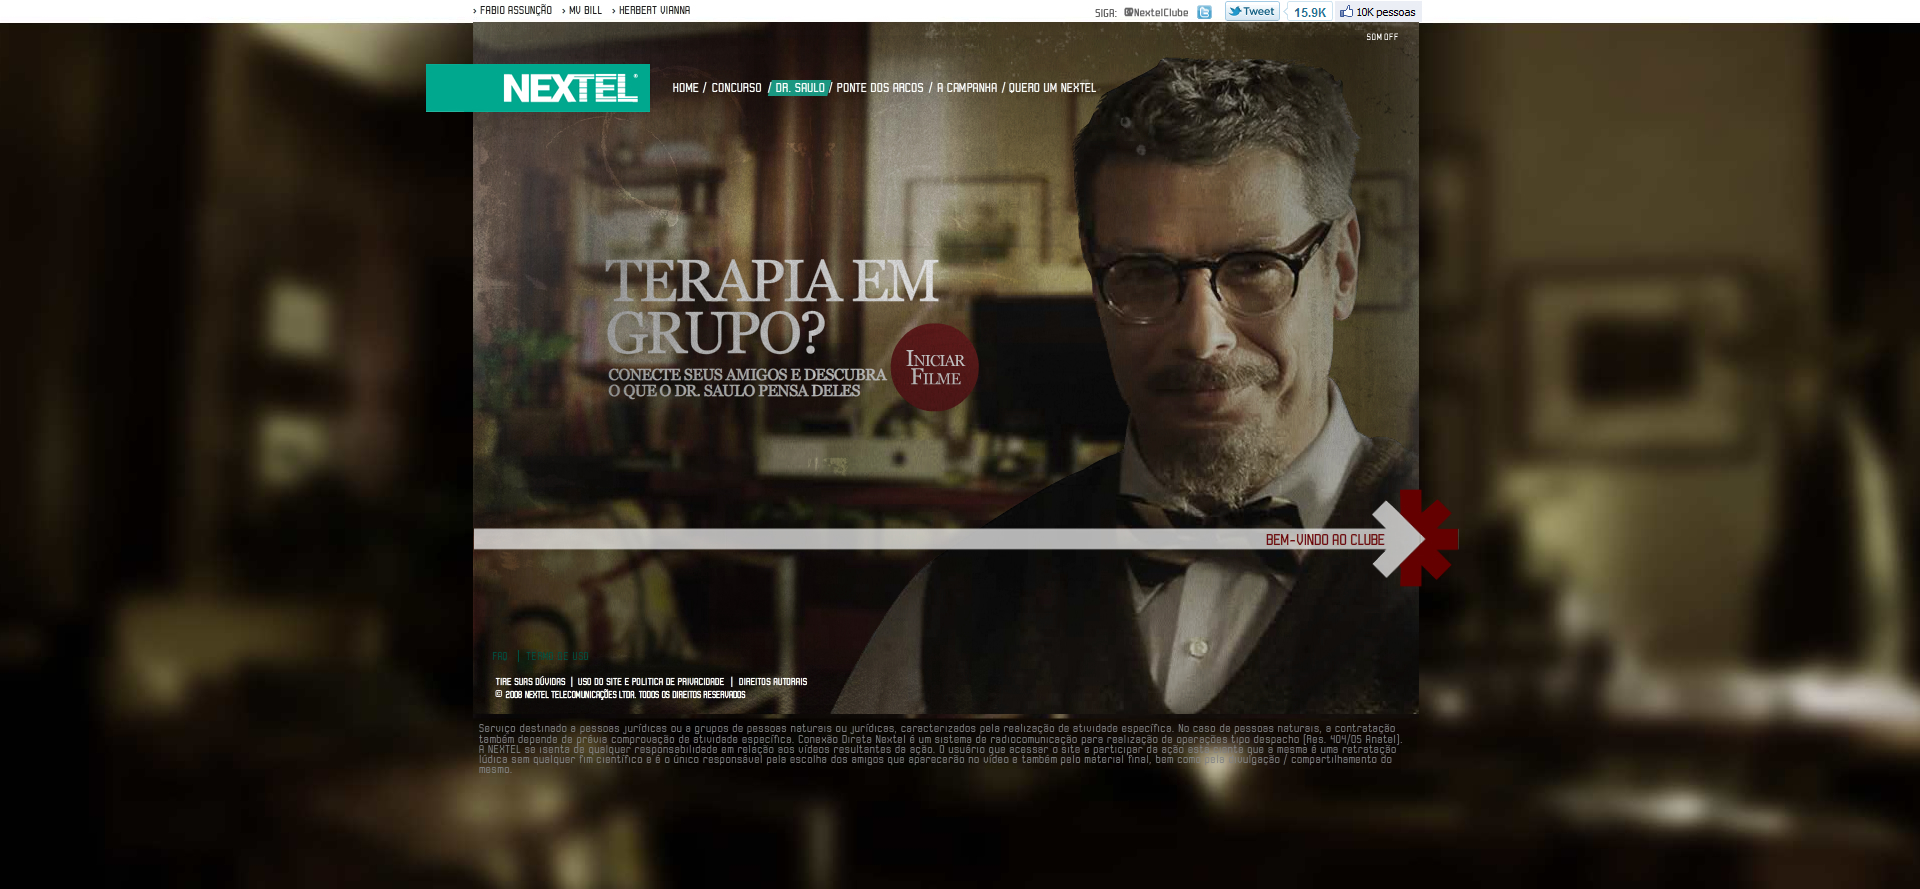 › FABIO ASSUNÇÃO › MV BILL › HERBERT VIANNA
SIGA: @NextelClube Tweet 15.9K 10K pessoas
SOM OFF
NEXTEL®
HOME / CONCURSO / DR. SAULO / PONTE DOS ARCOS / A CAMPANHA / QUERO UM NEXTEL
TERAPIA EM
GRUPO?
CONECTE SEUS AMIGOS E DESCUBRA
O QUE O DR. SAULO PENSA DELES
INICIAR
FILME
BEM-VINDO AO CLUBE
FAQ | TERMO DE USO
TIRE SUAS DÚVIDAS | USO DO SITE E POLITICA DE PRIVACIDADE | DIREITOS AUTORAIS
© 2008 NEXTEL TELECOMUNICAÇÕES LTDA. TODOS OS DIREITOS RESERVADOS
Serviço destinado a pessoas jurídicas ou a grupos de pessoas naturais ou jurídicas, caracterizados pela realização de atividade específica. No caso de pessoas naturais, a contratação
também depende de prévia comprovação de atividade específica. Conexão Direta Nextel é um sistema de radiocomunicação para realização de operações tipo despacho (Res. 404/05 Anatel).
A NEXTEL se isenta de qualquer responsabilidade em relação aos vídeos resultantes da ação. O usuário que acessar o site e participar da ação está ciente que a mesma é uma retratação
lúdica sem qualquer fim científico e é o único responsável pela escolha dos amigos que aparecerão no vídeo e também pelo material final, bem como pela divulgação / compartilhamento do
mesmo.